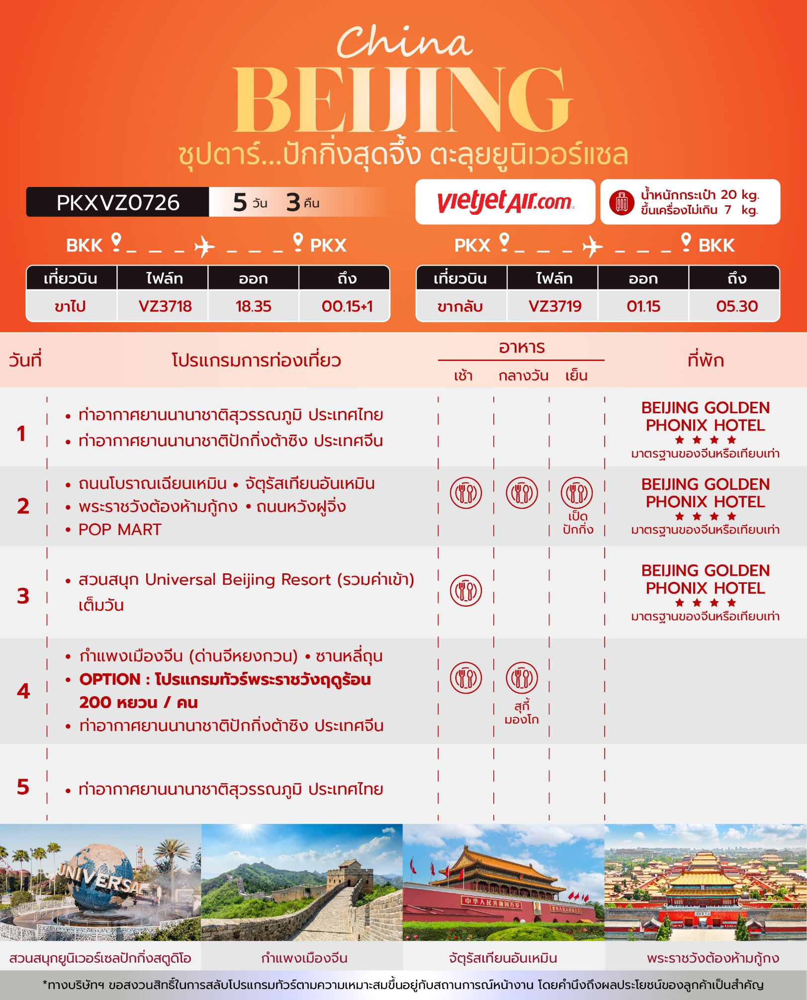 China
BEIJING
ซุปตาร์...ปักกิ่งสุดจึ้ง ตะลุยยูนิเวอร์แซล
PKXVZ0726 5 วัน 3 คืน
vietjetAir.com
น้ำหนักกระเป๋า 20 kg.
ขึ้นเครื่องไม่เกิน 7 kg.
BKK PKX
เที่ยวบิน ไฟล์ท ออก ถึง
ขาไป VZ3718 18.35 00.15+1
PKX BKK
เที่ยวบิน ไฟล์ท ออก ถึง
ขากลับ VZ3719 01.15 05.30
วันที่ โปรแกรมการท่องเที่ยว อาหาร ที่พัก
เช้า กลางวัน เย็น
1
• ท่าอากาศยานนานาชาติสุวรรณภูมิ ประเทศไทย
• ท่าอากาศยานนานาชาติปักกิ่งต้าซิง ประเทศจีน
BEIJING GOLDEN
PHONIX HOTEL
มาตรฐานของจีนหรือเทียบเท่า
2
• ถนนโบราณเฉียนเหมิน • จัตุรัสเทียนอันเหมิน
• พระราชวังต้องห้ามกู้กง • ถนนหวังฝูจิ่ง
• POP MART
เป็ด
ปักกิ่ง
BEIJING GOLDEN
PHONIX HOTEL
มาตรฐานของจีนหรือเทียบเท่า
3
• สวนสนุก Universal Beijing Resort (รวมค่าเข้า)
เต็มวัน
BEIJING GOLDEN
PHONIX HOTEL
มาตรฐานของจีนหรือเทียบเท่า
4
• กำแพงเมืองจีน (ด่านจีหยงกวน) • ซานหลี่ถุน
• OPTION : โปรแกรมทัวร์พระราชวังฤดูร้อน
200 หยวน / คน
• ท่าอากาศยานนานาชาติปักกิ่งต้าซิง ประเทศจีน
สุกี้
มองโก
5
• ท่าอากาศยานนานาชาติสุวรรณภูมิ ประเทศไทย
UNIVERSAL
中华人民共和国万岁
世界人民大团结万岁
สวนสนุกยูนิเวอร์เซลปักกิ่งสตูดิโอ
กำแพงเมืองจีน
จัตุรัสเทียนอันเหมิน
พระราชวังต้องห้ามกู้กง
*ทางบริษัทฯ ขอสงวนสิทธิ์ในการสลับโปรแกรมทัวร์ตามความเหมาะสมขึ้นอยู่กับสถานการณ์หน้างาน โดยคำนึงถึงผลประโยชน์ของลูกค้าเป็นสำคัญ